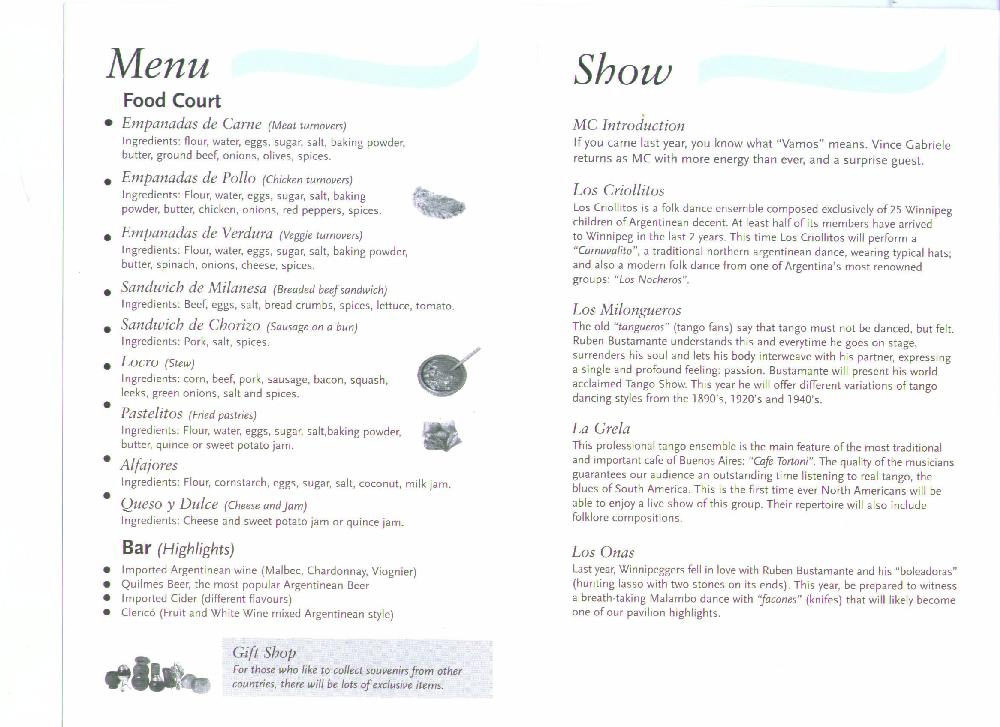 Menu
Food Court
• Empanadas de Carne (Meat turnovers)
Ingredients: flour, water, eggs, sugar, salt, baking powder,
butter, ground beef, onions, olives, spices.
• Empanadas de Pollo (Chicken turnovers)
Ingredients: Flour, water, eggs, sugar, salt, baking
powder, butter, chicken, onions, red peppers, spices.
• Empanadas de Verdura (Veggie turnovers)
Ingredients: Flour, water, eggs, sugar, salt, baking powder,
butter, spinach, onions, cheese, spices.
• Sandwich de Milanesa (Breaded beef sandwich)
Ingredients: Beef, eggs, salt, bread crumbs, spices, lettuce, tomato.
• Sandwich de Chorizo (Sausage on a bun)
Ingredients: Pork, salt, spices.
• Locro (Stew)
Ingredients: corn, beef, pork, sausage, bacon, squash,
leeks, green onions, salt and spices.
• Pastelitos (Fried pastries)
Ingredients: Flour, water, eggs, sugar, salt,baking powder,
butter, quince or sweet potato jam.
• Alfajores
Ingredients: Flour, cornstarch, eggs, sugar, salt, coconut, milk jam.
• Queso y Dulce (Cheese and Jam)
Ingredients: Cheese and sweet potato jam or quince jam.
Bar (Highlights)
• Imported Argentinean wine (Malbec, Chardonnay, Viognier)
• Quilmes Beer, the most popular Argentinean Beer
• Imported Cider (different flavours)
• Clericó (Fruit and White Wine mixed Argentinean style)
Gift Shop
For those who like to collect souvenirs from other
countries, there will be lots of exclusive items.
Show
MC Introduction
If you came last year, you know what "Vamos" means. Vince Gabriele
returns as MC with more energy than ever, and a surprise guest.
Los Criollitos
Los Criollitos is a folk dance ensemble composed exclusively of 25 Winnipeg
children of Argentinean decent. At least half of its members have arrived
to Winnipeg in the last 2 years. This time Los Criollitos will perform a
"Carnavalito", a traditional northern argentinean dance, wearing typical hats;
and also a modern folk dance from one of Argentina's most renowned
groups: "Los Nocheros".
Los Milongueros
The old "tangueros" (tango fans) say that tango must not be danced, but felt.
Ruben Bustamante understands this and everytime he goes on stage,
surrenders his soul and lets his body interweave with his partner, expressing
a single and profound feeling: passion. Bustamante will present his world
acclaimed Tango Show. This year he will offer different variations of tango
dancing styles from the 1890's, 1920's and 1940's.
La Grela
This professional tango ensemble is the main feature of the most traditional
and important cafe of Buenos Aires: "Cafe Tortoni". The quality of the musicians
guarantees our audience an outstanding time listening to real tango, the
blues of South America. This is the first time ever North Americans will be
able to enjoy a live show of this group. Their repertoire will also include
folklore compositions.
Los Onas
Last year, Winnipeggers fell in love with Ruben Bustamante and his "boleadoras"
(hunting lasso with two stones on its ends). This year, be prepared to witness
a breath-taking Malambo dance with "facones" (knifes) that will likely become
one of our pavilion highlights.